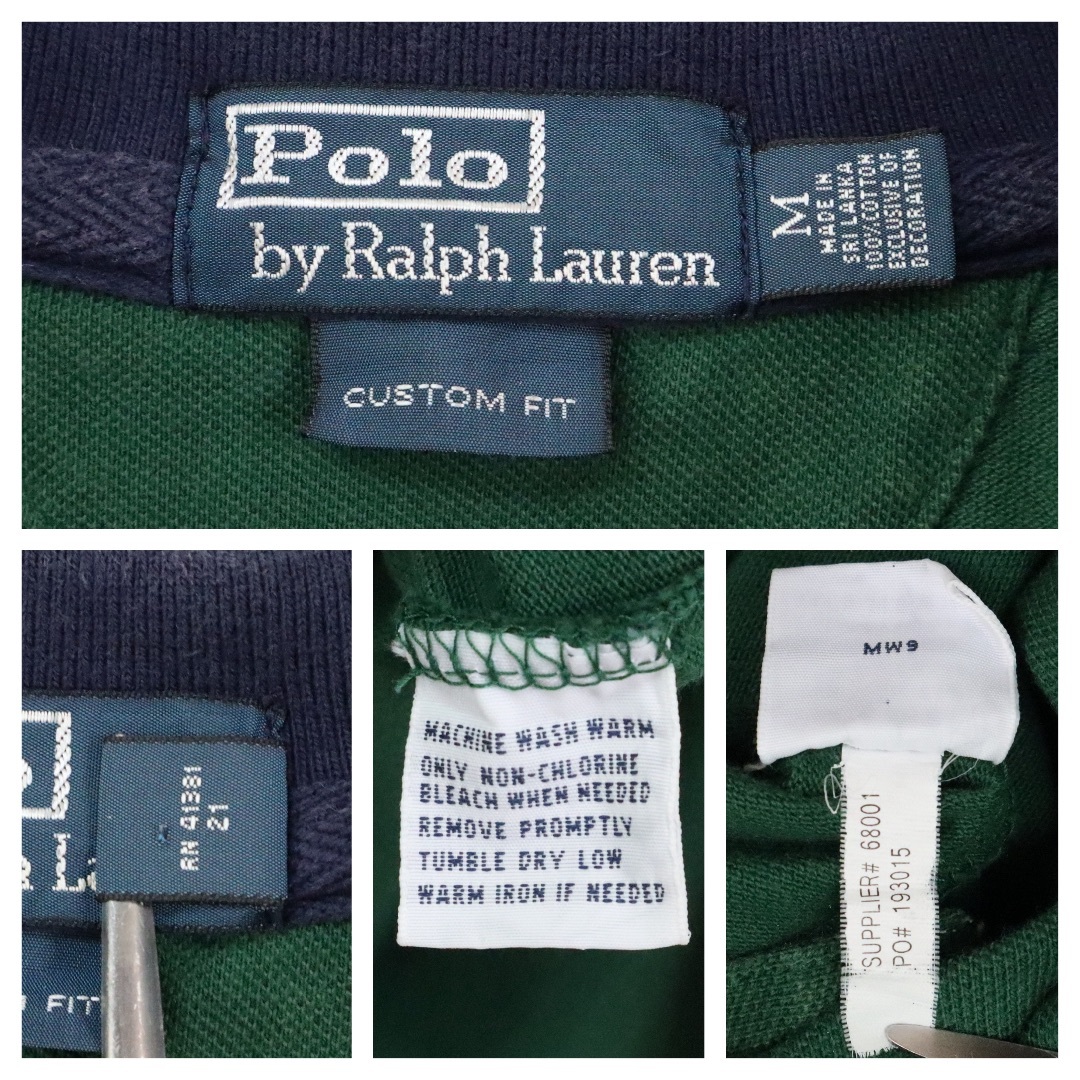 Polo
by Ralph Lauren
M
MADE IN
SRI LANKA
100% COTTON
EXCLUSIVE OF
DECORATION
CUSTOM FIT
RN 41381
21
FIT
MACHINE WASH WARM
ONLY NON-CHLORINE
BLEACH WHEN NEEDED
REMOVE PROMPTLY
TUMBLE DRY LOW
WARM IRON IF NEEDED
MW9
SUPPLIER# 68001
PO# 193015